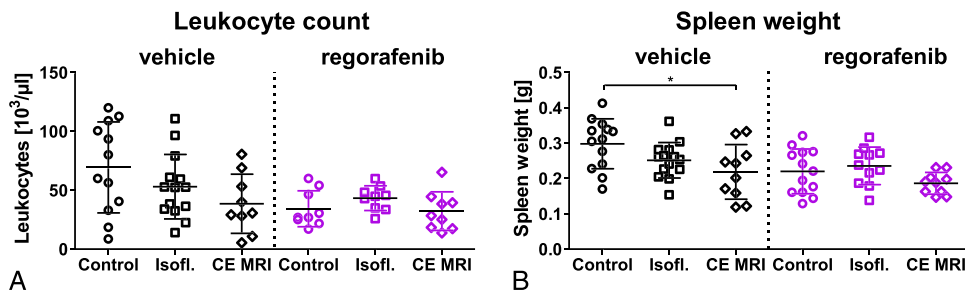 Leukocyte count
vehicle
regorafenib
Leukocytes [10³/µl]
150
100
50
0
Control Isofl. CE MRI Control Isofl. CE MRI
A
Spleen weight
vehicle
regorafenib
*
Spleen weight [g]
0.5
0.4
0.3
0.2
0.1
0.0
Control Isofl. CE MRI Control Isofl. CE MRI
B